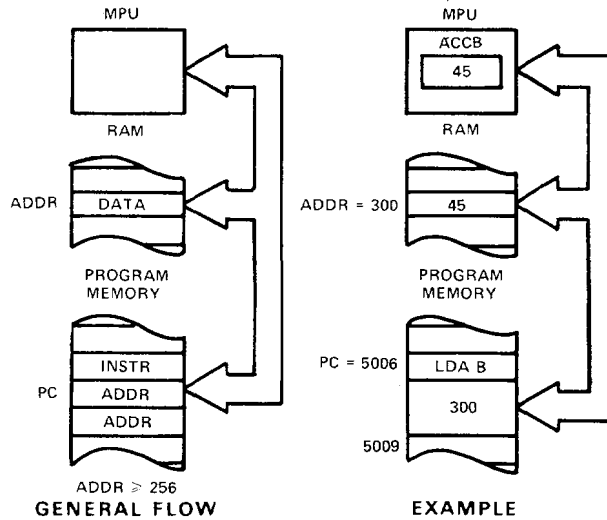 MPU
RAM
ADDR
DATA
PROGRAM
MEMORY
INSTR
PC
ADDR
ADDR
ADDR ⩾ 256
GENERAL FLOW
MPU
ACCB
45
RAM
ADDR = 300
45
PROGRAM
MEMORY
PC = 5006
LDA B
300
5009
EXAMPLE